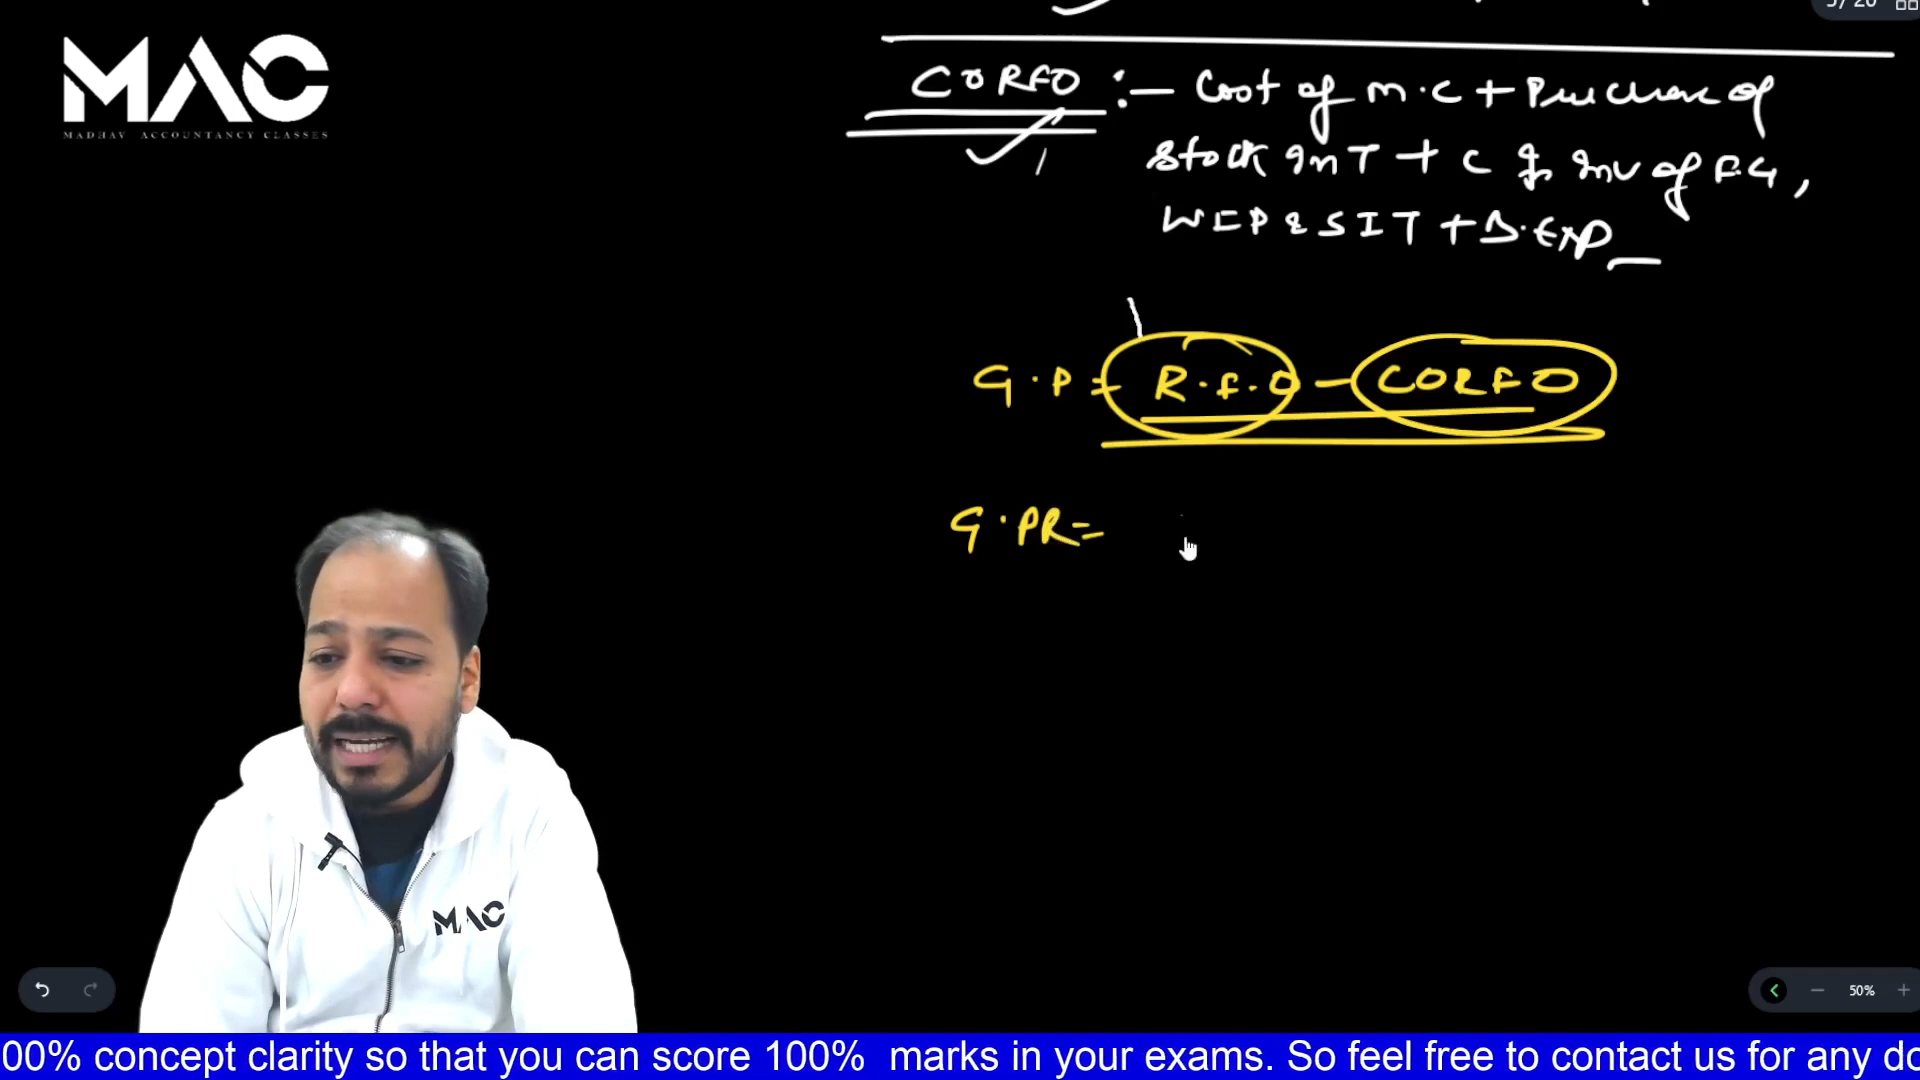 5/20
MAC
MADHAV ACCOUNTANCY CLASSES
CORFO :— Cost of m.c + Purchase of
stock in T + C in Inv of F.G,
WIP & SIT + D.Exp
G.P = R.F.O — CORFO
G.PR =
MAC
50%
00% concept clarity so that you can score 100% marks in your exams. So feel free to contact us for any do